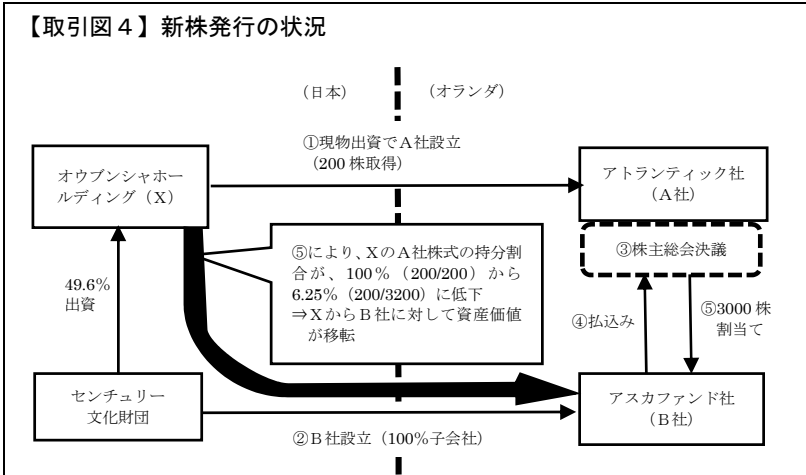 【取引図４】新株発行の状況
（日本）
（オランダ）
①現物出資でＡ社設立
（200 株取得）
オウブンシャホー
ルディング（Ｘ）
アトランティック社
（Ａ社）
③株主総会決議
⑤により、ＸのＡ社株式の持分割
合が、100％（200/200）から
6.25％（200/3200）に低下
⇒ＸからＢ社に対して資産価値
が移転
49.6％
出資
④払込み
⑤3000 株
割当て
センチュリー
文化財団
アスカファンド社
（Ｂ社）
②Ｂ社設立（100％子会社）